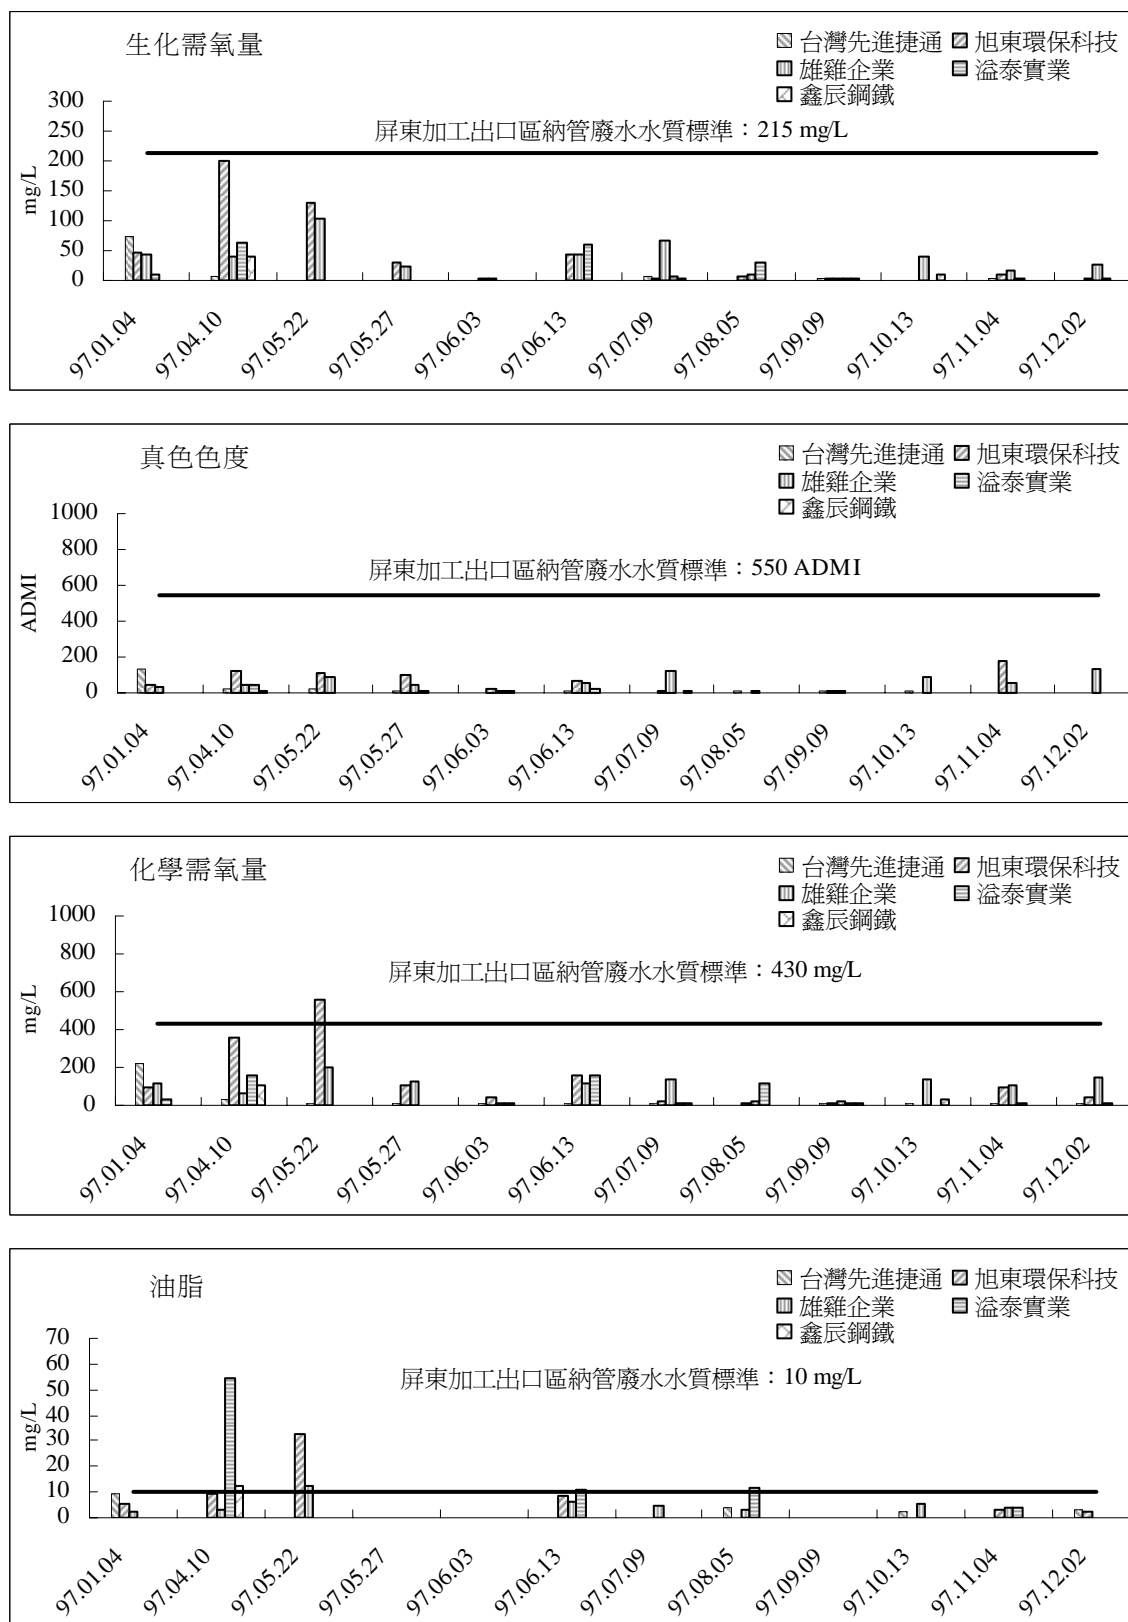 生化需氧量
台灣先進捷通 旭東環保科技
雄雞企業 溢泰實業
鑫辰鋼鐵
屏東加工出口區納管廢水水質標準：215 mg/L
mg/L
300
250
200
150
100
50
0
97.01.04 97.04.10 97.05.22 97.05.27 97.06.03 97.06.13 97.07.09 97.08.05 97.09.09 97.10.13 97.11.04 97.12.02
真色色度
台灣先進捷通 旭東環保科技
雄雞企業 溢泰實業
鑫辰鋼鐵
屏東加工出口區納管廢水水質標準：550 ADMI
ADMI
1000
800
600
400
200
0
97.01.04 97.04.10 97.05.22 97.05.27 97.06.03 97.06.13 97.07.09 97.08.05 97.09.09 97.10.13 97.11.04 97.12.02
化學需氧量
台灣先進捷通 旭東環保科技
雄雞企業 溢泰實業
鑫辰鋼鐵
屏東加工出口區納管廢水水質標準：430 mg/L
mg/L
1000
800
600
400
200
0
97.01.04 97.04.10 97.05.22 97.05.27 97.06.03 97.06.13 97.07.09 97.08.05 97.09.09 97.10.13 97.11.04 97.12.02
油脂
台灣先進捷通 旭東環保科技
雄雞企業 溢泰實業
鑫辰鋼鐵
屏東加工出口區納管廢水水質標準：10 mg/L
mg/L
70
60
50
40
30
20
10
0
97.01.04 97.04.10 97.05.22 97.05.27 97.06.03 97.06.13 97.07.09 97.08.05 97.09.09 97.10.13 97.11.04 97.12.02